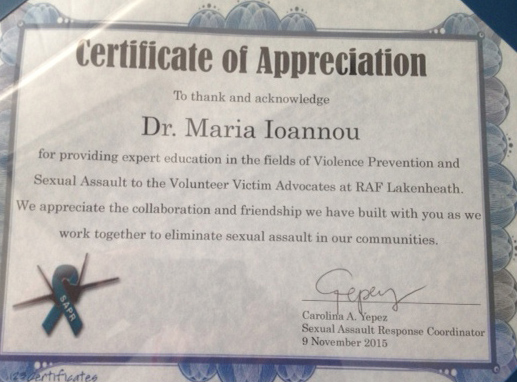 Certificate of Appreciation
To thank and acknowledge
Dr. Maria Ioannou
for providing expert education in the fields of Violence Prevention and
Sexual Assault to the Volunteer Victim Advocates at RAF Lakenheath.
We appreciate the collaboration and friendship we have built with you as we
work together to eliminate sexual assault in our communities.
SAPR
Yepez
Carolina A. Yepez
Sexual Assault Response Coordinator
9 November 2015
certificates